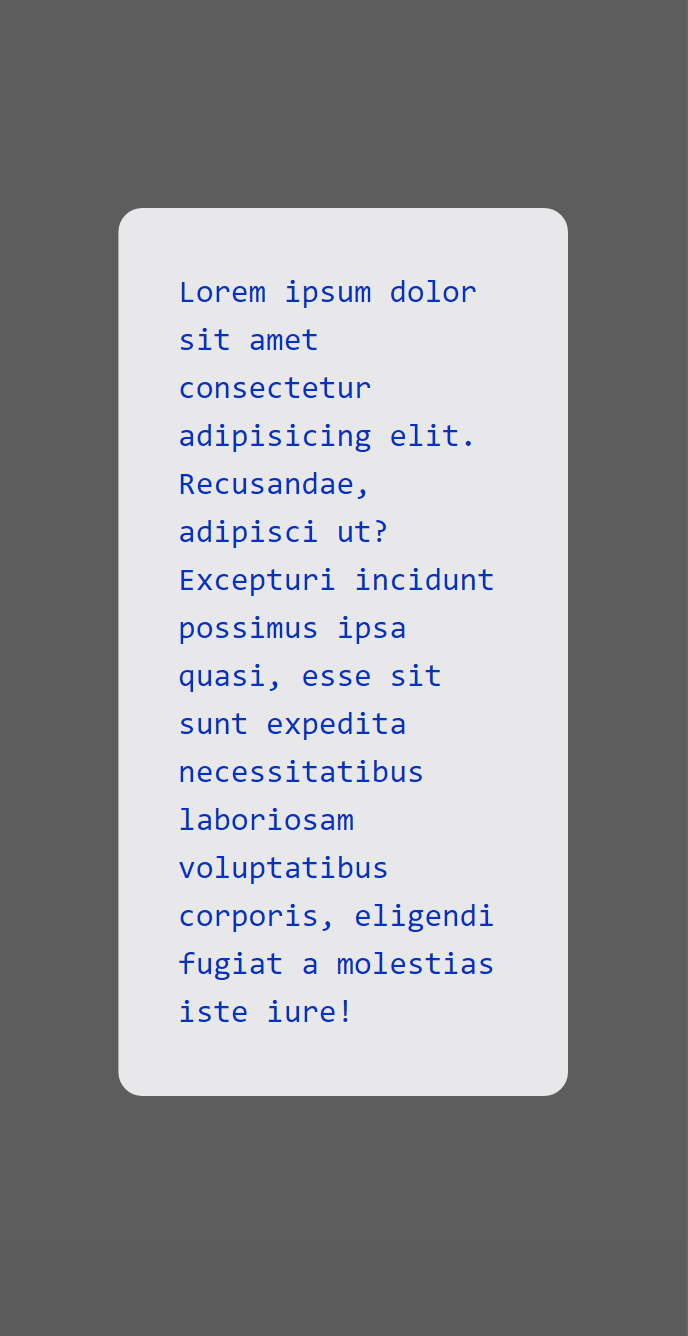 Lorem ipsum dolor
sit amet
consectetur
adipisicing elit.
Recusandae,
adipisci ut?
Excepturi incidunt
possimus ipsa
quasi, esse sit
sunt expedita
necessitatibus
laboriosam
voluptatibus
corporis, eligendi
fugiat a molestias
iste iure!